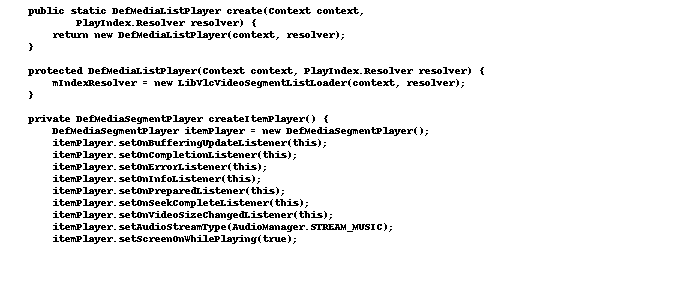 public static DefMediaListPlayer create(Context context,
        PlayIndex.Resolver resolver) {
    return new DefMediaListPlayer(context, resolver);
}

protected DefMediaListPlayer(Context context, PlayIndex.Resolver resolver) {
    mIndexResolver = new LibVlcVideoSegmentListLoader(context, resolver);
}

private DefMediaSegmentPlayer createItemPlayer() {
    DefMediaSegmentPlayer itemPlayer = new DefMediaSegmentPlayer();
    itemPlayer.setOnBufferingUpdateListener(this);
    itemPlayer.setOnCompletionListener(this);
    itemPlayer.setOnErrorListener(this);
    itemPlayer.setOnInfoListener(this);
    itemPlayer.setOnPreparedListener(this);
    itemPlayer.setOnSeekCompleteListener(this);
    itemPlayer.setOnVideoSizeChangedListener(this);
    itemPlayer.setAudioStreamType(AudioManager.STREAM_MUSIC);
    itemPlayer.setScreenOnWhilePlaying(true);